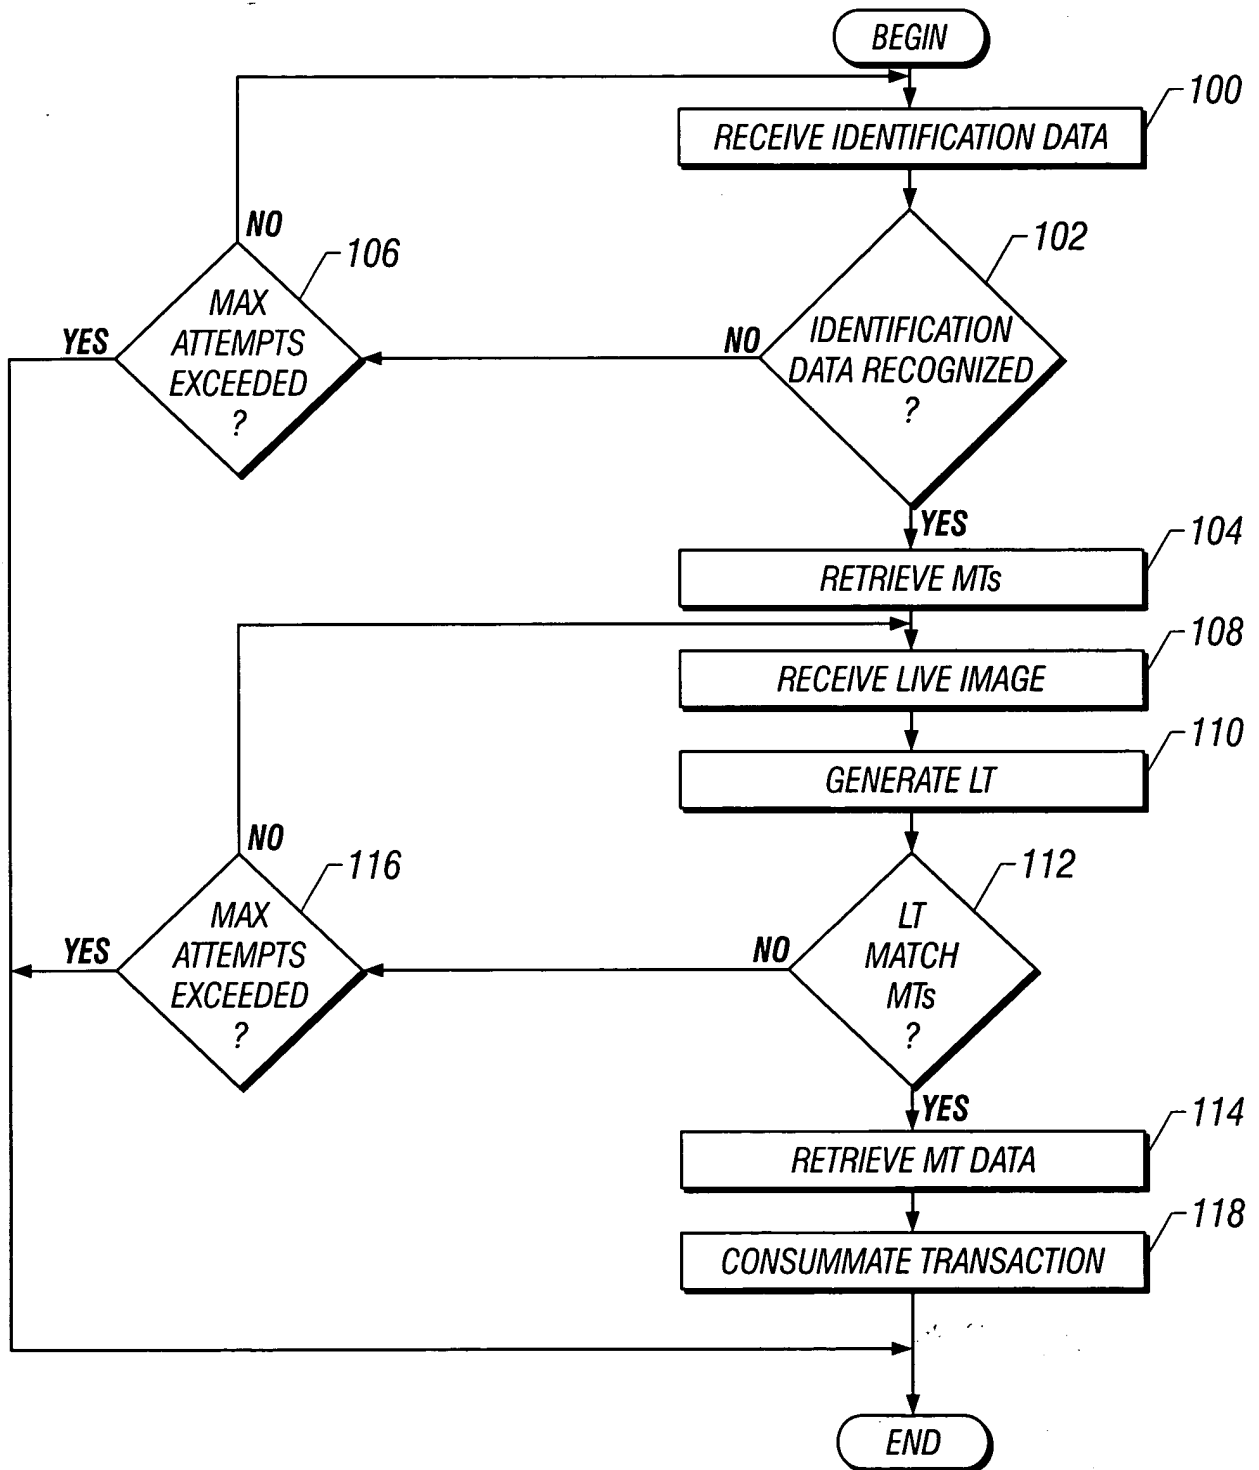 BEGIN
100
RECEIVE IDENTIFICATION DATA
NO
106
102
MAX
ATTEMPTS
EXCEEDED
?
YES
NO
IDENTIFICATION
DATA RECOGNIZED
?
YES
104
RETRIEVE MTs
108
RECEIVE LIVE IMAGE
110
GENERATE LT
NO
116
112
MAX
ATTEMPTS
EXCEEDED
?
YES
NO
LT
MATCH
MTs
?
YES
114
RETRIEVE MT DATA
118
CONSUMMATE TRANSACTION
END